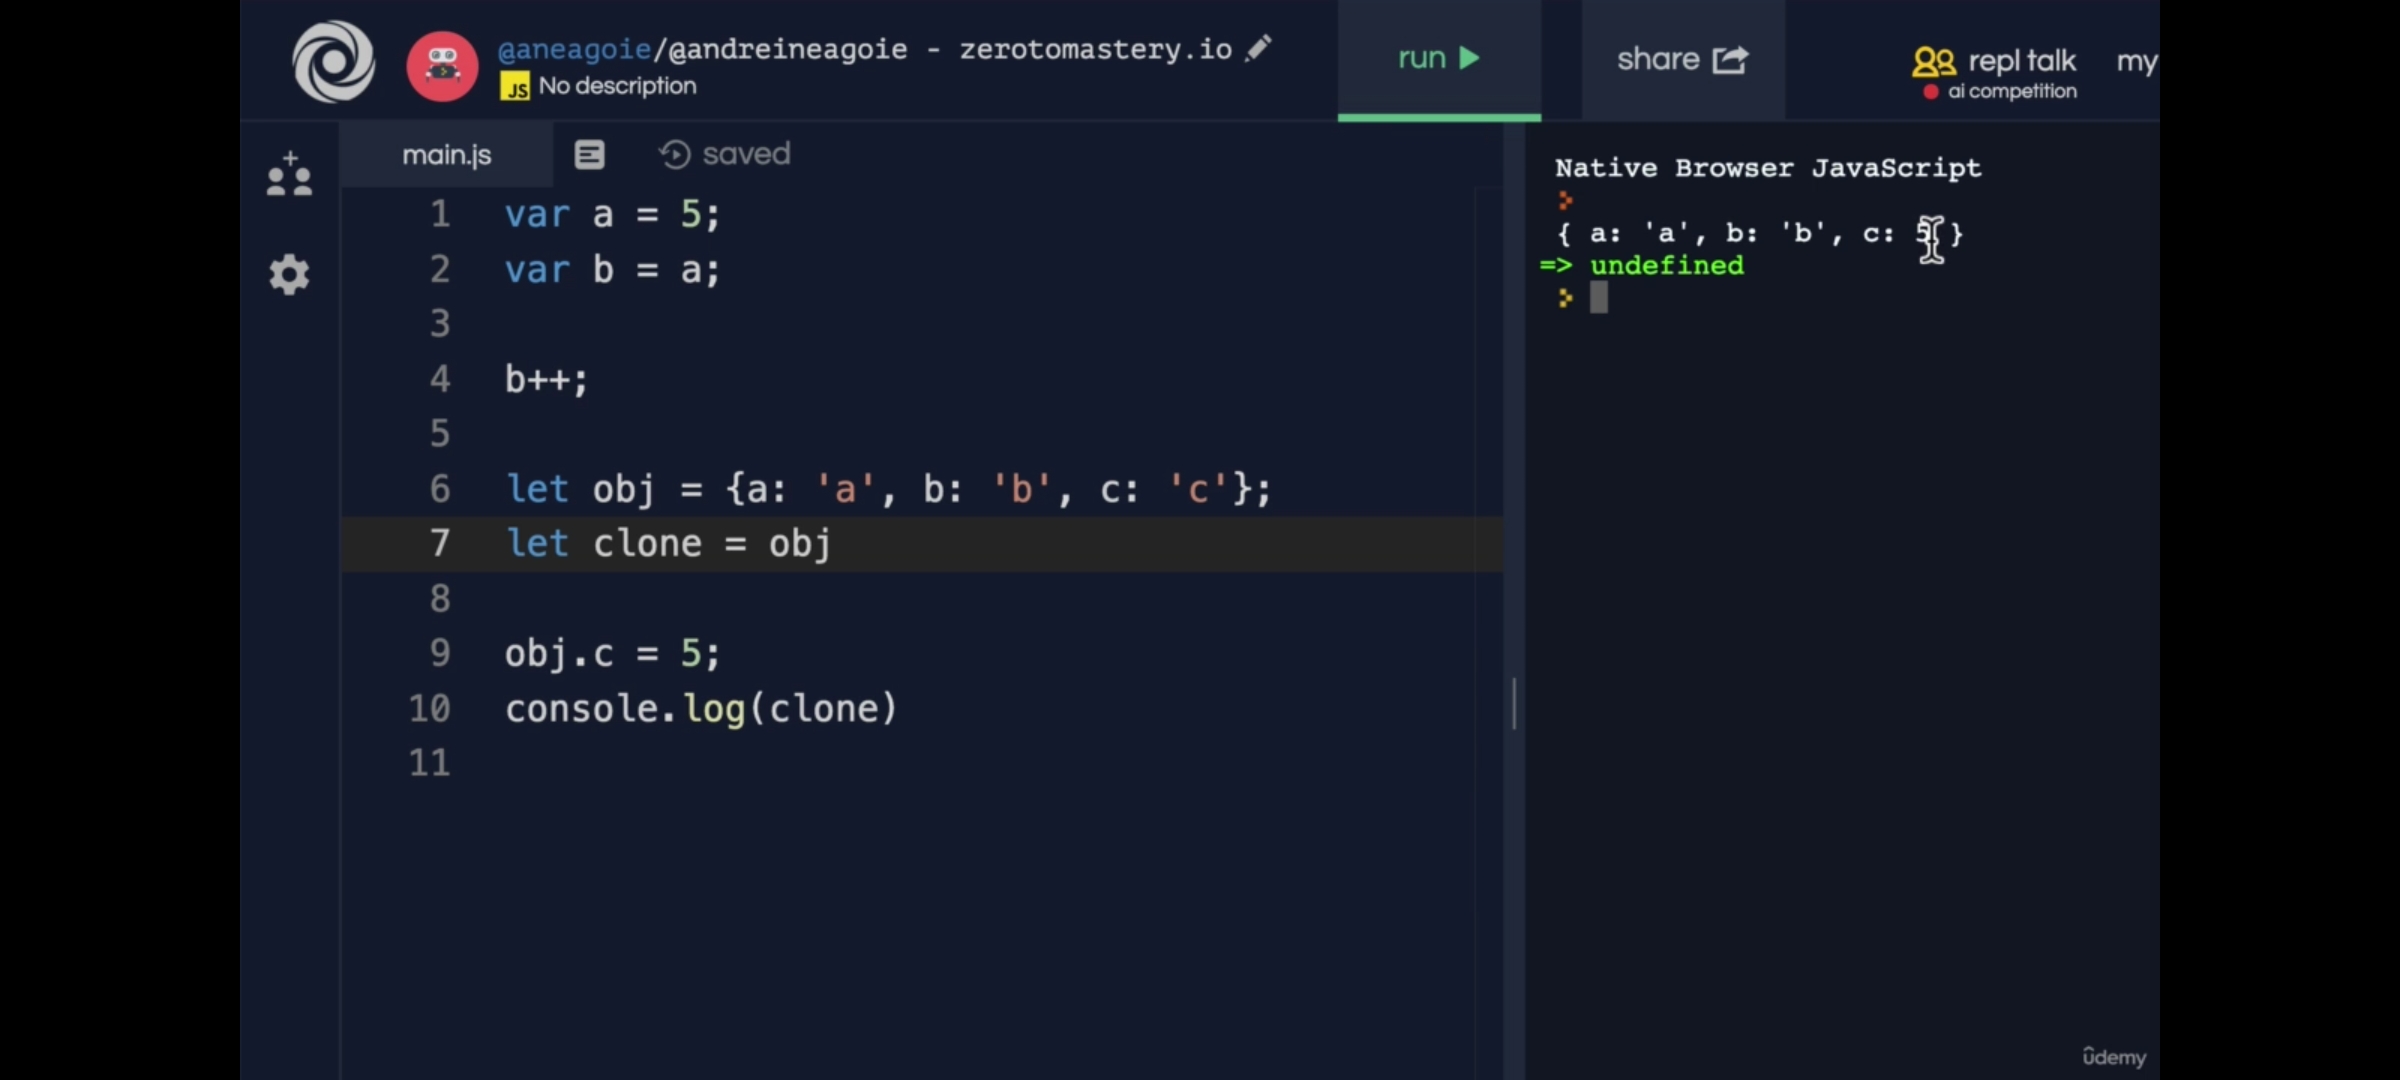 @aneagoie/@andreineagoie - zerotomastery.io
JS No description
run
share
repl talk
ai competition
my
main.js
saved
1 var a = 5;
2 var b = a;
3
4 b++;
5
6 let obj = {a: 'a', b: 'b', c: 'c'};
7 let clone = obj
8
9 obj.c = 5;
10 console.log(clone)
11
Native Browser JavaScript
{ a: 'a', b: 'b', c: 5 }
=> undefined
ûdemy